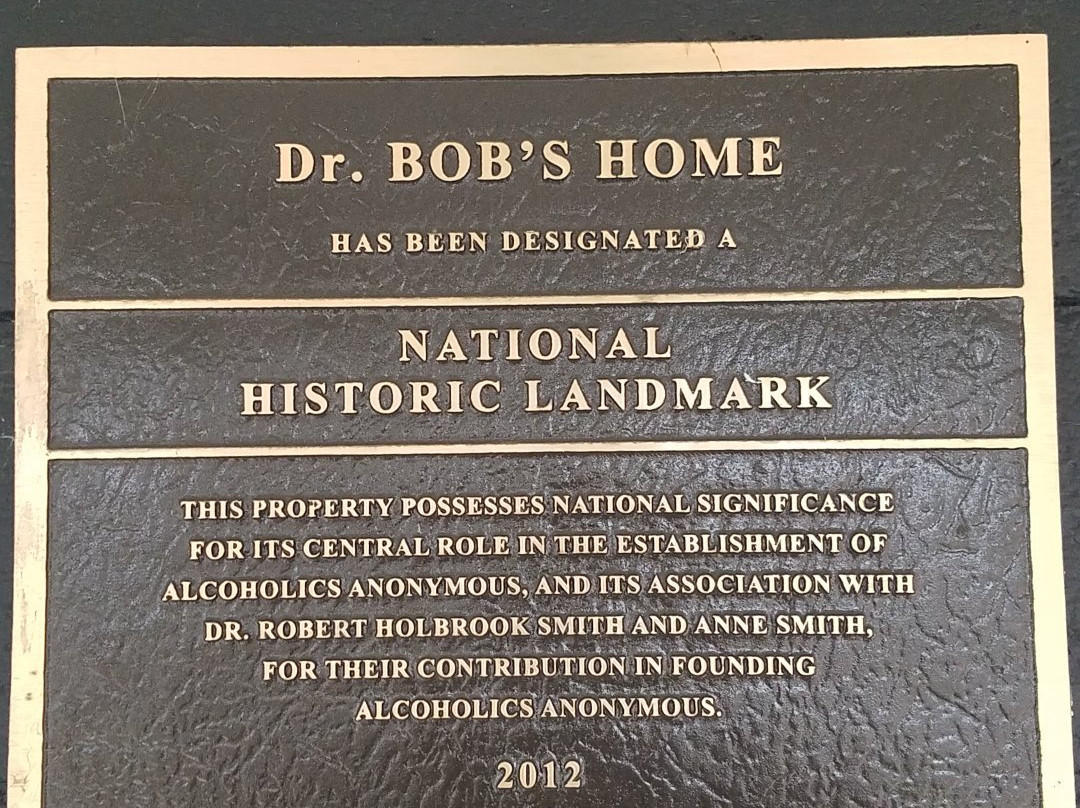 Dr. BOB'S HOME
HAS BEEN DESIGNATED A
NATIONAL
HISTORIC LANDMARK
THIS PROPERTY POSSESSES NATIONAL SIGNIFICANCE
FOR ITS CENTRAL ROLE IN THE ESTABLISHMENT OF
ALCOHOLICS ANONYMOUS, AND ITS ASSOCIATION WITH
DR. ROBERT HOLBROOK SMITH AND ANNE SMITH,
FOR THEIR CONTRIBUTION IN FOUNDING
ALCOHOLICS ANONYMOUS.
2012